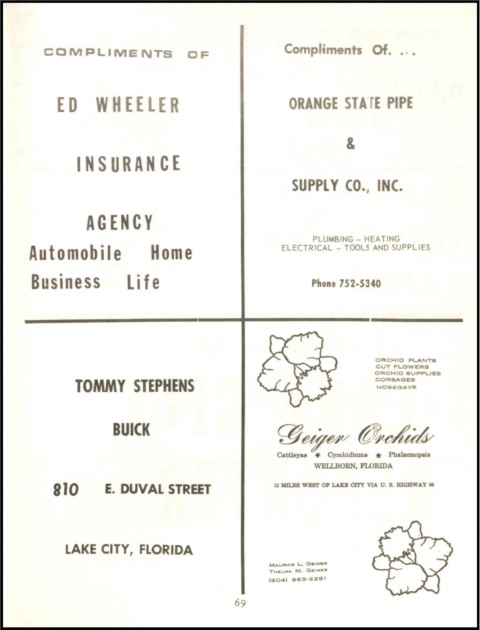 COMPLIMENTS OF
ED WHEELER
INSURANCE
AGENCY
Automobile Home
Business Life
Compliments Of. . .
ORANGE STATE PIPE
&
SUPPLY CO., INC.
PLUMBING - HEATING
ELECTRICAL - TOOLS AND SUPPLIES
Phone 752-5340
TOMMY STEPHENS
BUICK
810 E. DUVAL STREET
LAKE CITY, FLORIDA
ORCHID PLANTS
CUT FLOWERS
ORCHID SUPPLIES
CORSAGES
NOSEGAYS
Geiger Orchids
Cattleyas ★ Cymbidiums ★ Phalaenopsis
WELLBORN, FLORIDA
12 MILES WEST OF LAKE CITY VIA U. S. HIGHWAY 90
Maurice L. Geiger
Thelma M. Geiger
(904) 963-2291
69